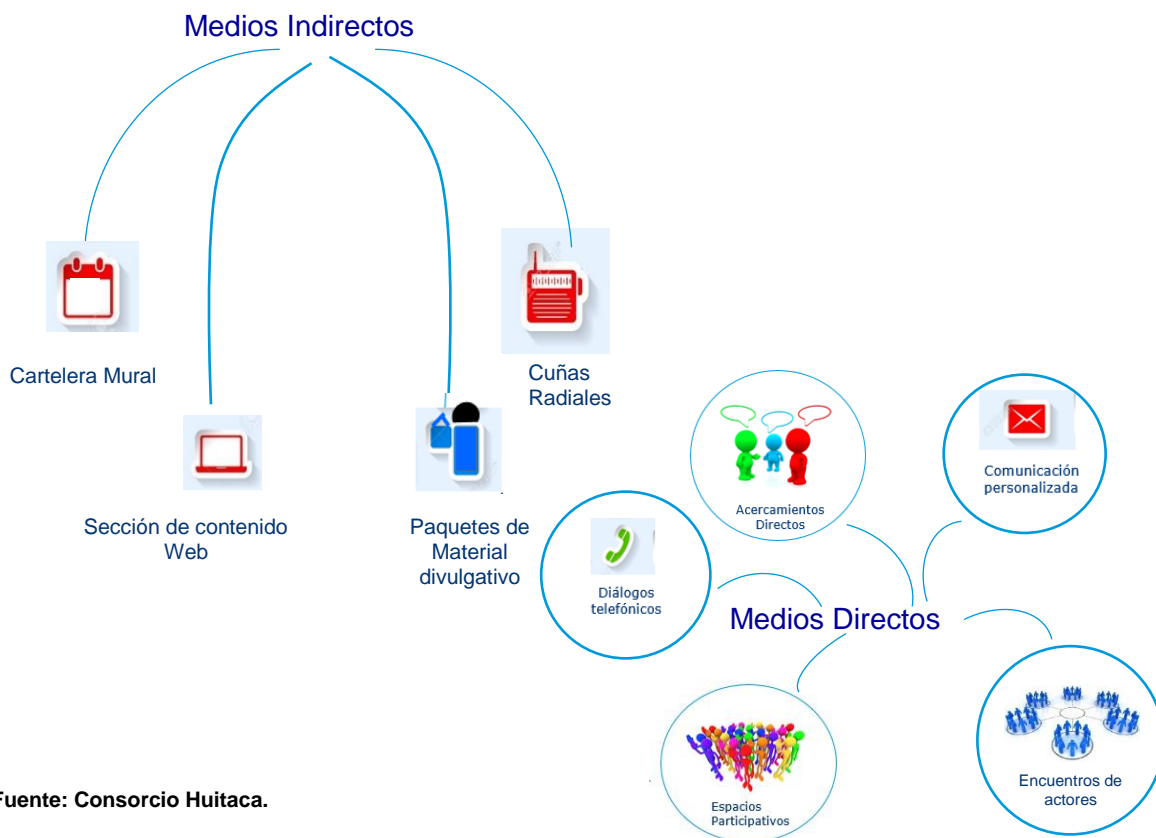 Medios Indirectos
Cartelera Mural
Cuñas
Radiales
Sección de contenido
Web
Paquetes de
Material
divulgativo
Acercamientos
Directos
Comunicación
personalizada
Diálogos
telefónicos
Medios Directos
Espacios
Participativos
Encuentros de
actores
Fuente: Consorcio Huitaca.